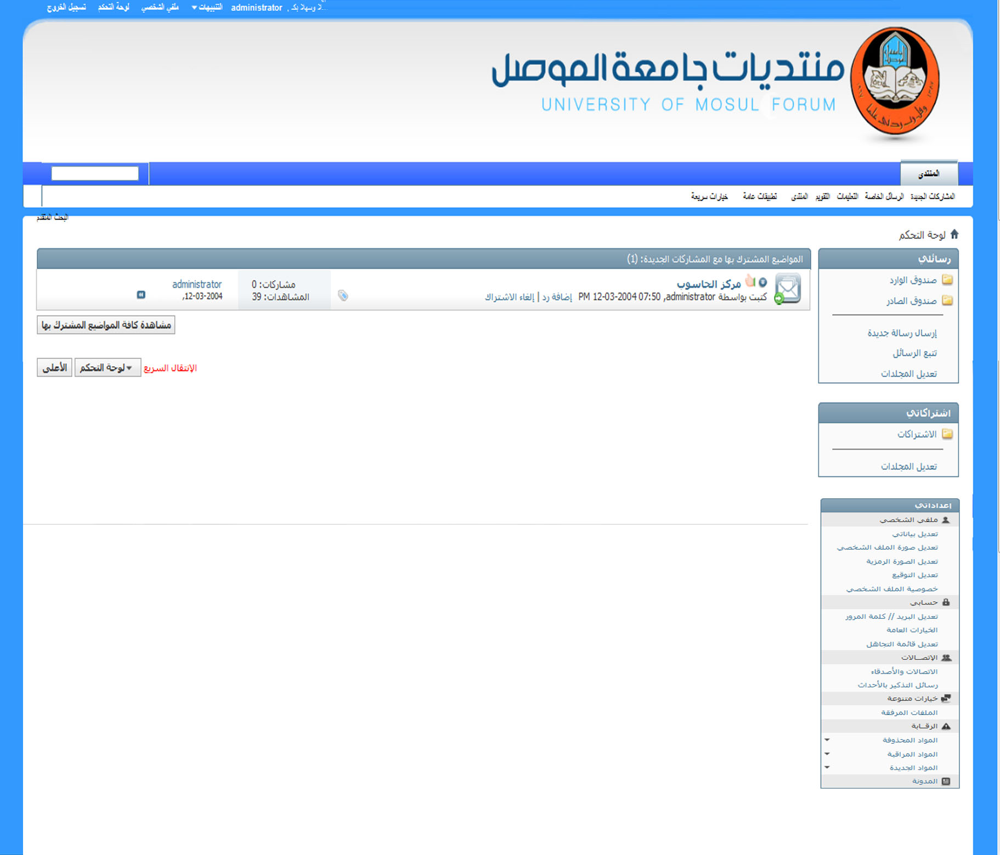 لا وسهلا بك , administrator التنبيهات ملفي الشخصي لوحة التحكم تسجيل الخروج
منتديات جامعة الموصل
UNIVERSITY OF MOSUL FORUM
وقل رب زدني علما
المنتدى
المشاركات الجديدة الرسائل الخاصة التعليمات التقويم المنتدى تطبيقات عامة خيارات سريعة
البحث المتقدم
لوحة التحكم
رسائلي
صندوق الوارد
صندوق الصادر
إرسال رسالة جديدة
تتبع الرسائل
تعديل المجلدات
اشتراكاتي
الاشتراكات
تعديل المجلدات
إعداداتي
ملفي الشخصي
تعديل بياناتي
تعديل صورة الملف الشخصي
تعديل الصورة الرمزية
تعديل التوقيع
خصوصية الملف الشخصي
حسابي
تعديل البريد // كلمة المرور
الخيارات العامة
تعديل قائمة التجاهل
الإتصــالات
الاتصالات والأصدقاء
رسائل التذكير بالأحداث
خيارات متنوعة
الملفات المرفقة
الرقــابة
المواد المحذوفة
المواد المراقبة
المواد الجديدة
المدونة
المواضيع المشترك بها مع المشاركات الجديدة: (1)
مركز الحاسوب
كتبت بواسطة administrator, 12-03-2004 07:50 PM إضافة رد | إلغاء الاشتراك
مشاركات: 0
المشاهدات: 39
administrator
12-03-2004,
مشاهدة كافة المواضيع المشترك بها
الإنتقال السريع لوحة التحكم الأعلى